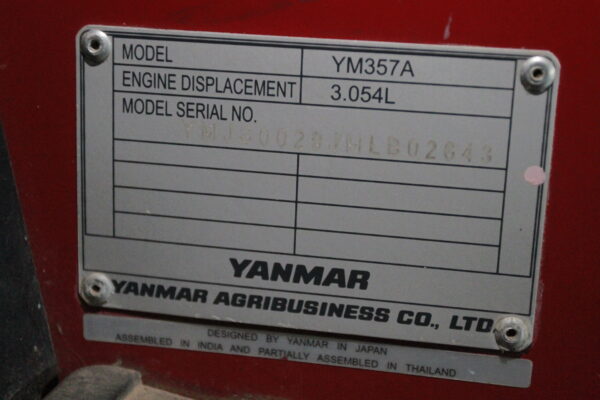 MODEL YM357A
ENGINE DISPLACEMENT 3.054L
MODEL SERIAL NO.
YANMAR
YANMAR AGRIBUSINESS CO., LTD.
DESIGNED BY YANMAR IN JAPAN
ASSEMBLED IN INDIA AND PARTIALLY ASSEMBLED IN THAILAND